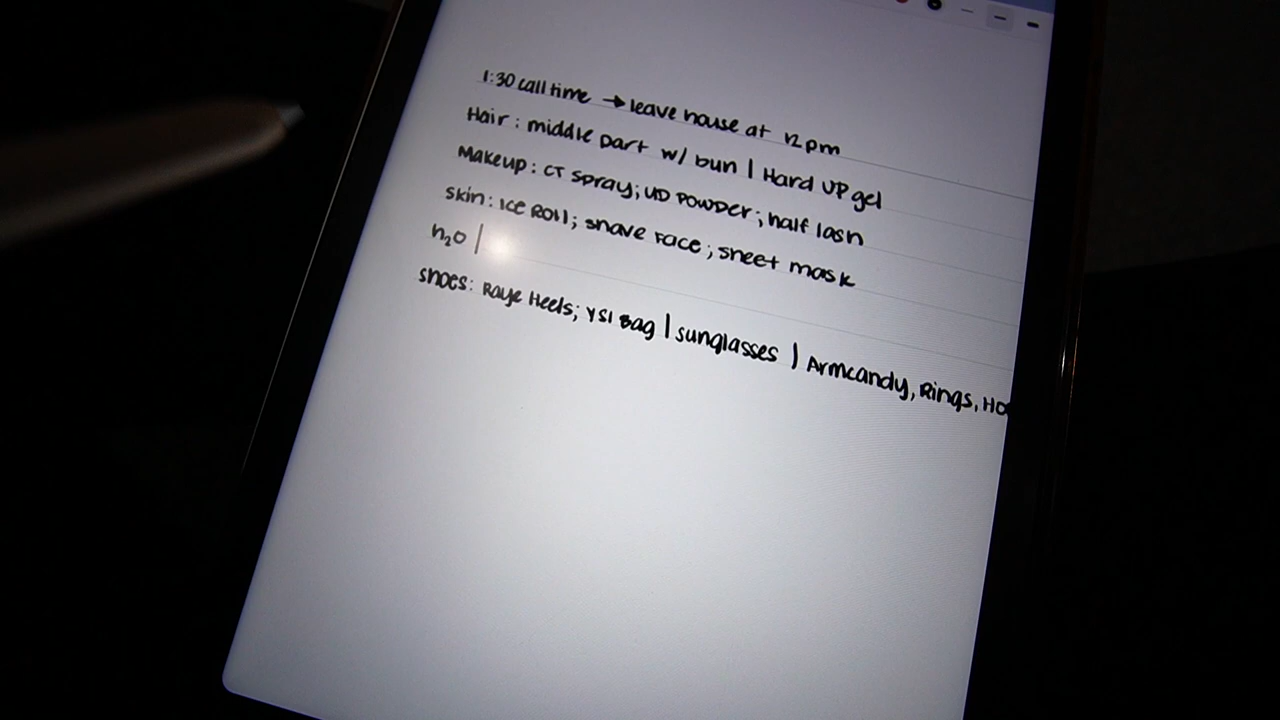 1:30 call time → leave house at 12pm
Hair: middle part w/ bun | Hard UP gel
Makeup: CT spray; UD POWDER; half lash
skin: ICE ROll; shave face; sheet mask
h₂o |
shoes: Raye Heels; YSl Bag | sunglasses | Armcandy, Rings,